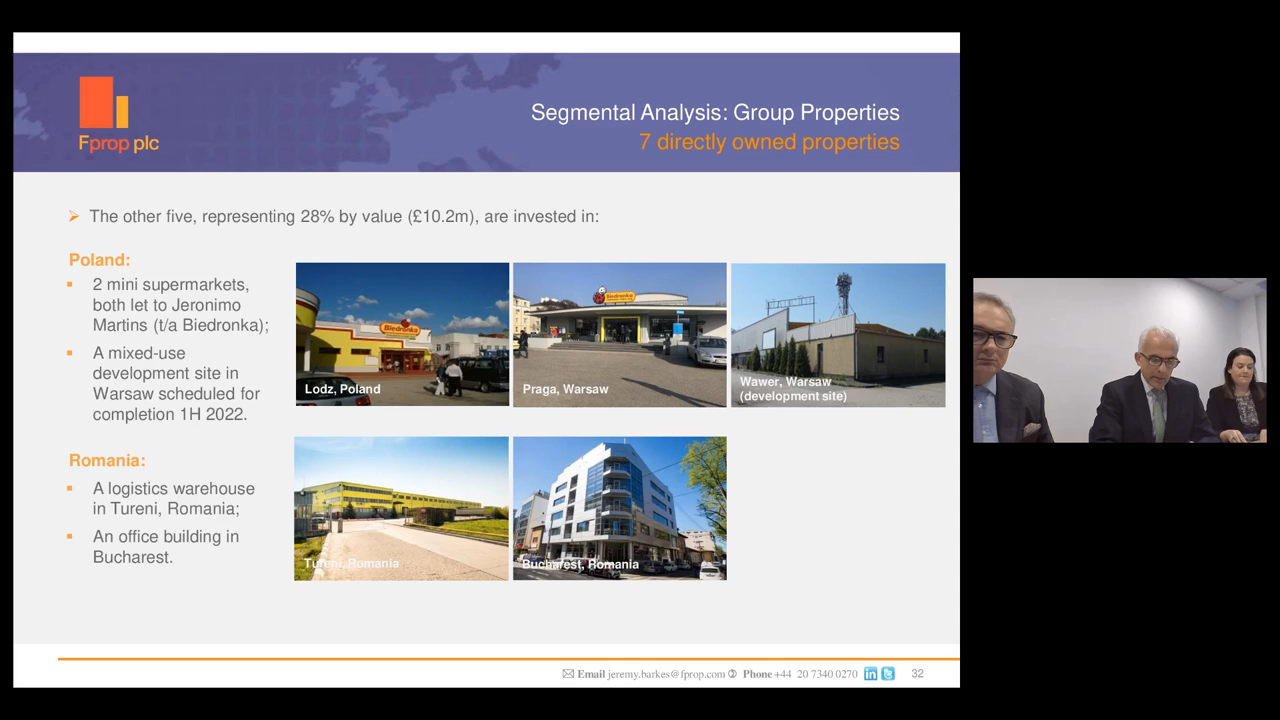 Fprop plc
Segmental Analysis: Group Properties
7 directly owned properties
The other five, representing 28% by value (£10.2m), are invested in:
Poland:
2 mini supermarkets,
both let to Jeronimo
Martins (t/a Biedronka);
A mixed-use
development site in
Warsaw scheduled for
completion 1H 2022.
Romania:
A logistics warehouse
in Tureni, Romania;
An office building in
Bucharest.
Biedronka
Lodz, Poland
Biedronka
Praga, Warsaw
Wawer, Warsaw
(development site)
Tureni, Romania
Bucharest, Romania
Email jeremy.barkes@fprop.com Phone +44 20 7340 0270 in 32